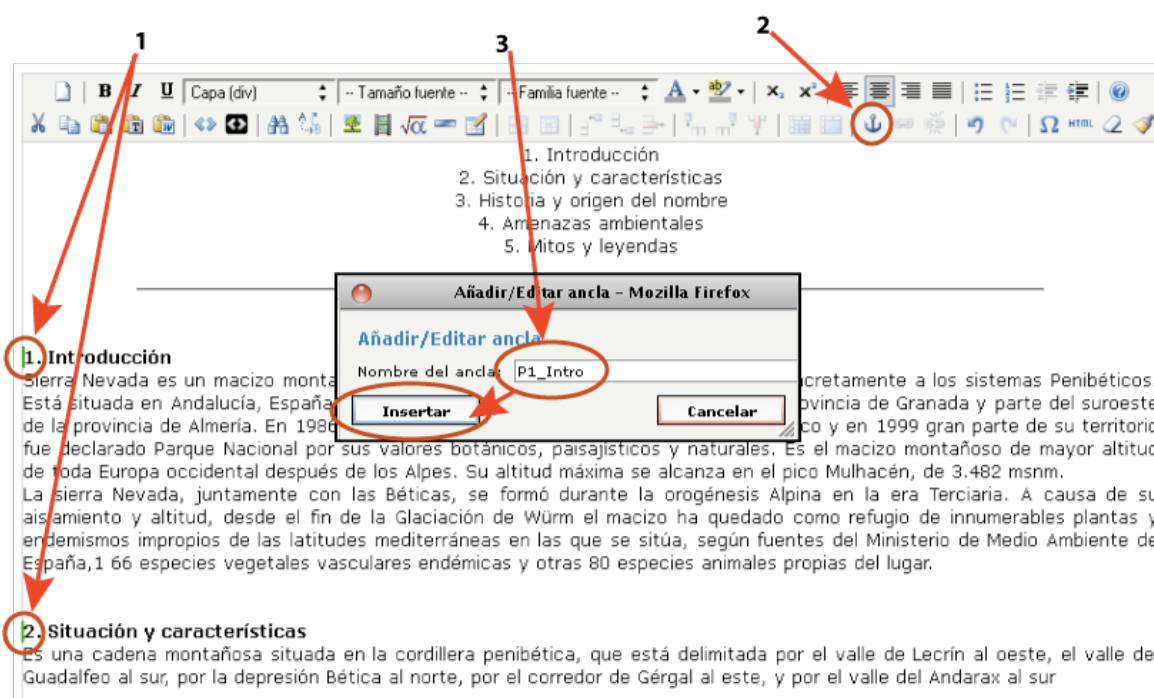 1
3
2
B I U Capa (div) -- Tamaño fuente -- -- Familia fuente -- A ab x₂ x²
HTML
1. Introducción
2. Situación y características
3. Historia y origen del nombre
4. Amenazas ambientales
5. Mitos y leyendas
Añadir/Editar ancla – Mozilla Firefox
Añadir/Editar ancla
Nombre del ancla: P1_Intro
Insertar Cancelar
1. Introducción
Sierra Nevada es un macizo monta ncretamente a los sistemas Penibéticos.
Está situada en Andalucía, España ovincia de Granada y parte del suroeste
de la provincia de Almería. En 1986 co y en 1999 gran parte de su territorio
fue declarado Parque Nacional por sus valores botánicos, paisajísticos y naturales. Es el macizo montañoso de mayor altitud
de toda Europa occidental después de los Alpes. Su altitud máxima se alcanza en el pico Mulhacén, de 3.482 msnm.
La sierra Nevada, juntamente con las Béticas, se formó durante la orogénesis Alpina en la era Terciaria. A causa de su
aislamiento y altitud, desde el fin de la Glaciación de Würm el macizo ha quedado como refugio de innumerables plantas y
endemismos impropios de las latitudes mediterráneas en las que se sitúa, según fuentes del Ministerio de Medio Ambiente de
España,1 66 especies vegetales vasculares endémicas y otras 80 especies animales propias del lugar.
2. Situación y características
Es una cadena montañosa situada en la cordillera penibética, que está delimitada por el valle de Lecrín al oeste, el valle de
Guadalfeo al sur, por la depresión Bética al norte, por el corredor de Gérgal al este, y por el valle del Andarax al sur